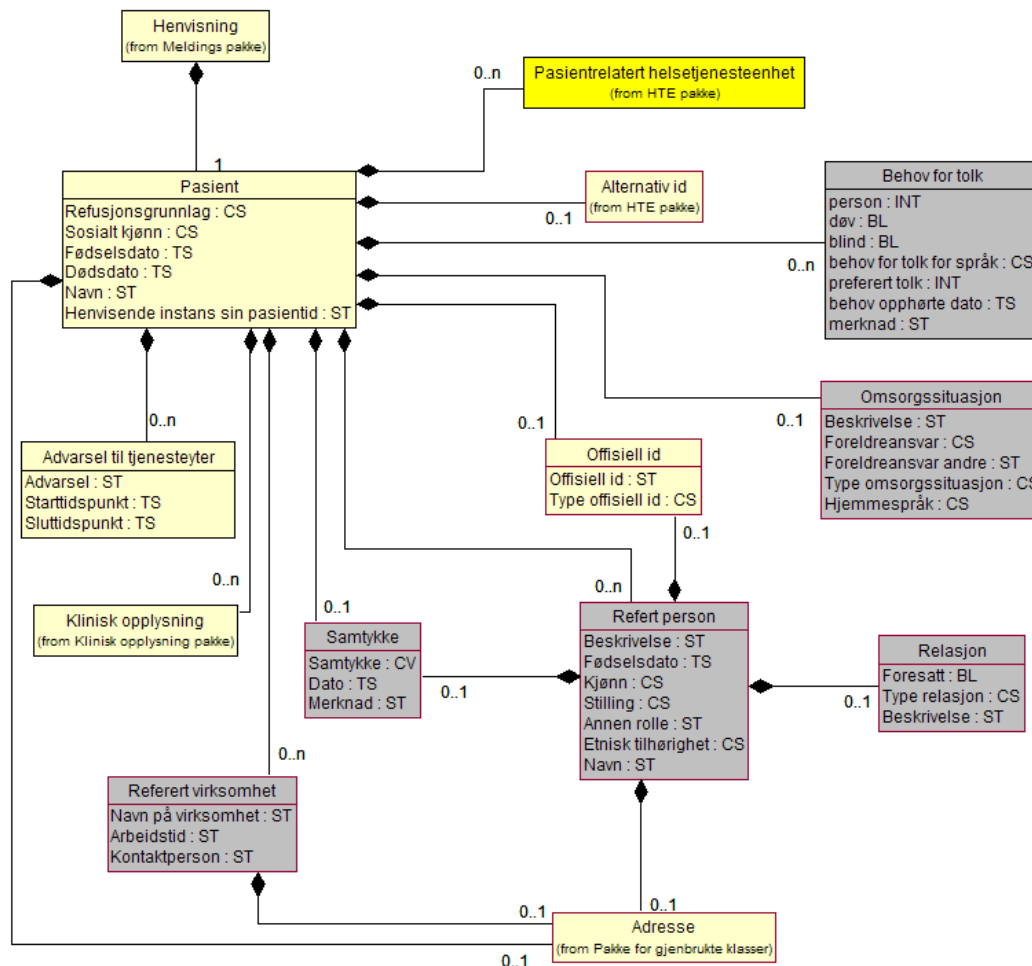 Henvisning
(from Meldings pakke)
1
0..n
Pasientrelatert helsetjenesteenhet
(from HTE pakke)
Pasient
Refusjonsgrunnlag : CS
Sosialt kjønn : CS
Fødselsdato : TS
Dødsdato : TS
Navn : ST
Henvisende instans sin pasientid : ST
Alternativ id
(from HTE pakke)
0..1
Behov for tolk
person : INT
døv : BL
blind : BL
behov for tolk for språk : CS
preferert tolk : INT
behov opphørte dato : TS
merknad : ST
0..n
Omsorgssituasjon
Beskrivelse : ST
Foreldreansvar : CS
Foreldreansvar andre : ST
Type omsorgssituasjon : CS
Hjemmespråk : CS
0..1
0..n
Advarsel til tjenesteyter
Advarsel : ST
Starttidspunkt : TS
Sluttidspunkt : TS
0..1
Offisiell id
Offisiell id : ST
Type offisiell id : CS
0..1
0..n
Klinisk opplysning
(from Klinisk opplysning pakke)
0..1
Samtykke
Samtykke : CV
Dato : TS
Merknad : ST
0..1
0..n
Refert person
Beskrivelse : ST
Fødselsdato : TS
Kjønn : CS
Stilling : CS
Annen rolle : ST
Etnisk tilhørighet : CS
Navn : ST
Relasjon
Foresatt : BL
Type relasjon : CS
Beskrivelse : ST
0..1
0..n
Referert virksomhet
Navn på virksomhet : ST
Arbeidstid : ST
Kontaktperson : ST
0..1
0..1
Adresse
(from Pakke for gjenbrukte klasser)
0..1